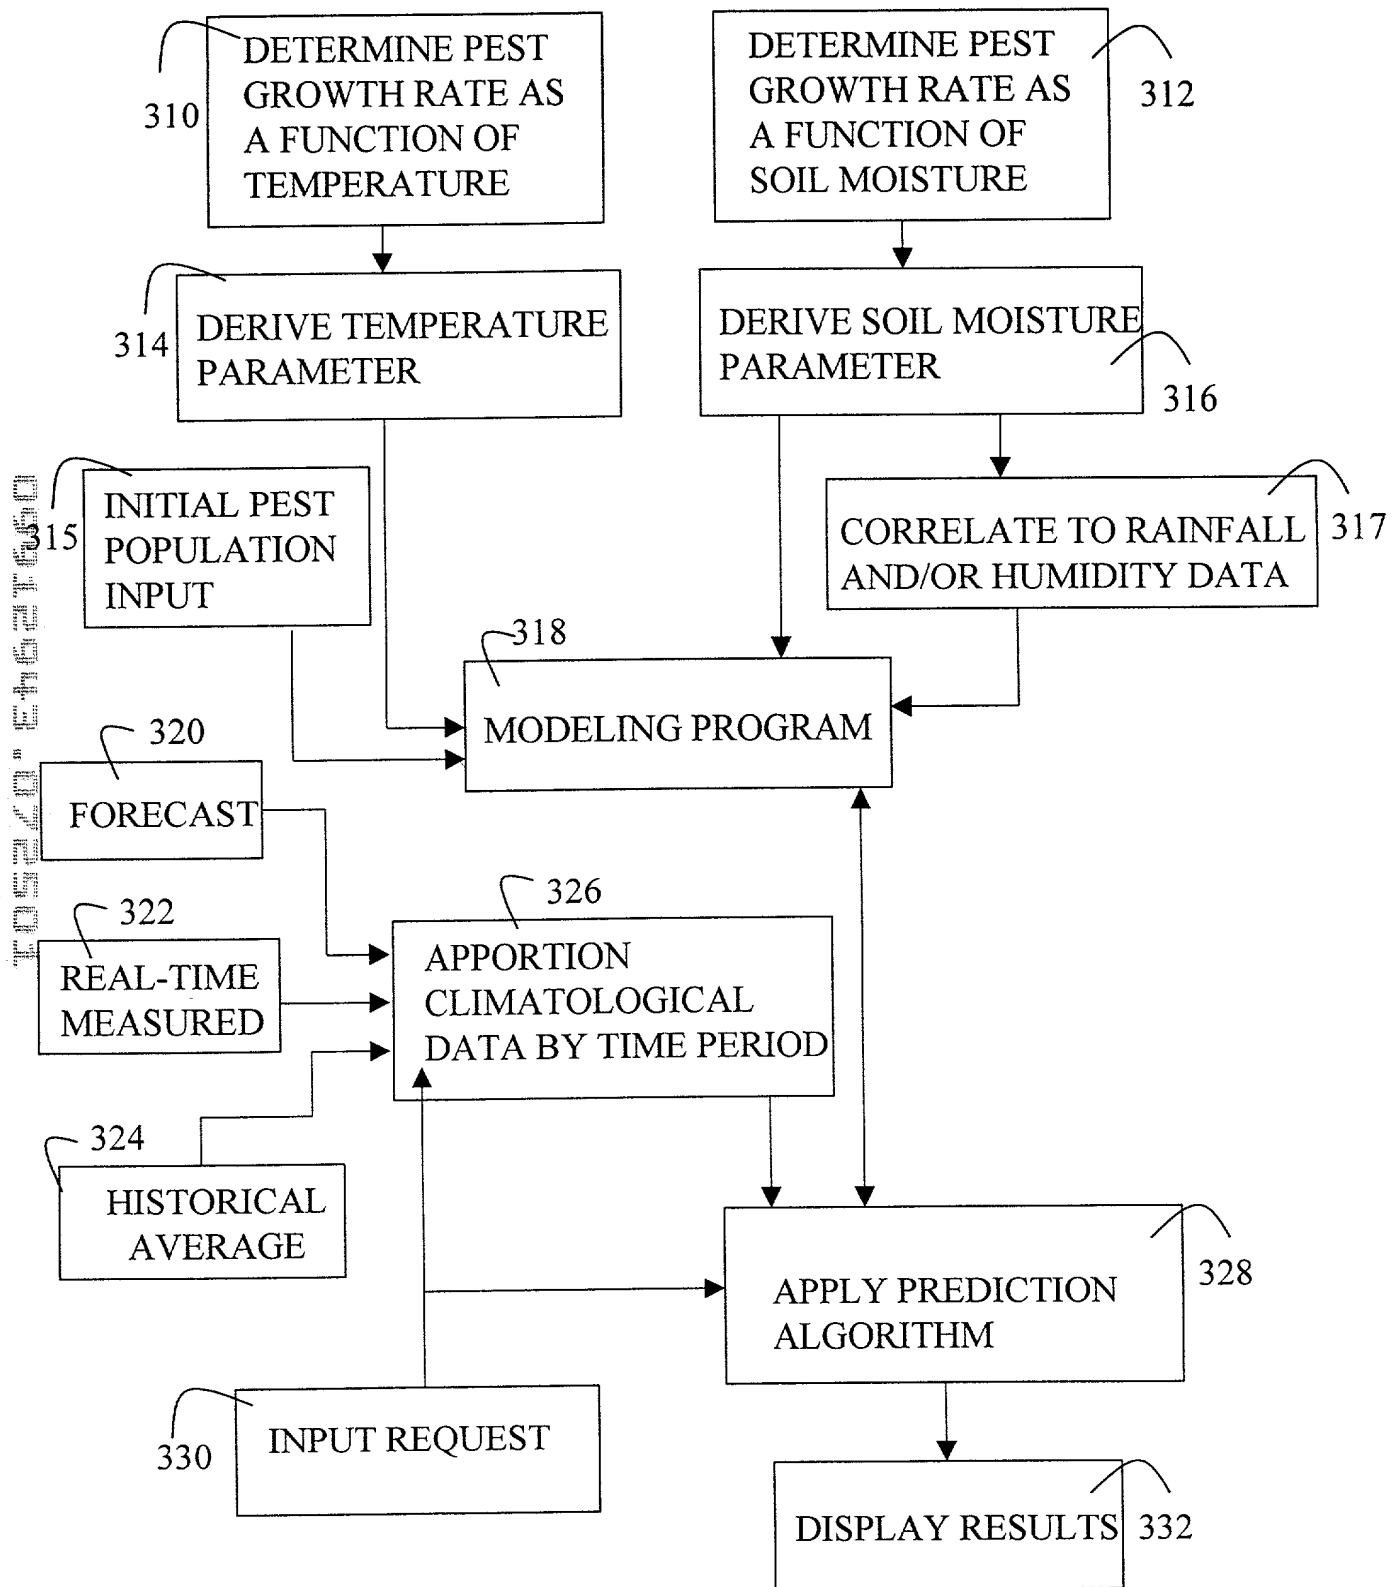 DETERMINE PEST
GROWTH RATE AS
A FUNCTION OF
TEMPERATURE
310
DETERMINE PEST
GROWTH RATE AS
A FUNCTION OF
SOIL MOISTURE
312
DERIVE TEMPERATURE
PARAMETER
314
DERIVE SOIL MOISTURE
PARAMETER
316
INITIAL PEST
POPULATION
INPUT
315
CORRELATE TO RAINFALL
AND/OR HUMIDITY DATA
317
318
MODELING PROGRAM
320
FORECAST
322
REAL-TIME
MEASURED
326
APPORTION
CLIMATOLOGICAL
DATA BY TIME PERIOD
324
HISTORICAL
AVERAGE
328
APPLY PREDICTION
ALGORITHM
330
INPUT REQUEST
DISPLAY RESULTS
332